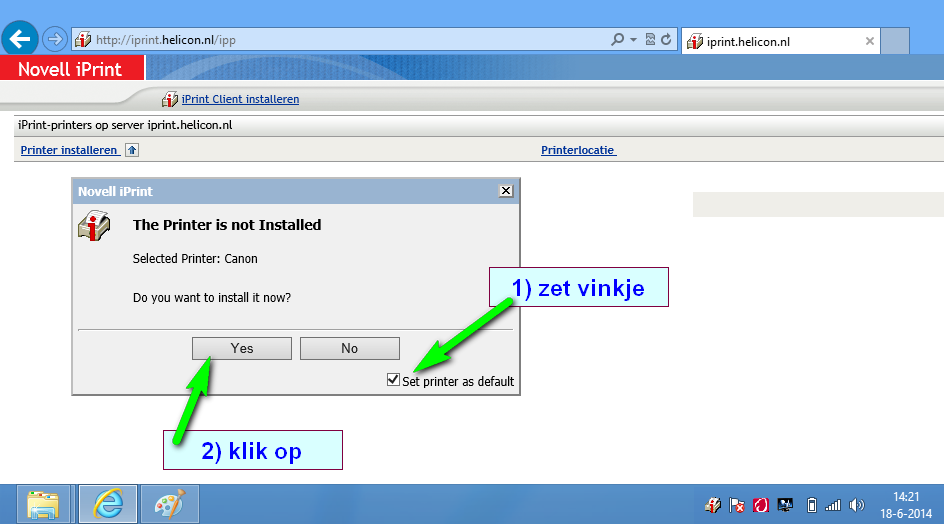 http://iprint.helicon.nl/ipp
iprint.helicon.nl
Novell iPrint
iPrint Client installeren
iPrint-printers op server iprint.helicon.nl
Printer installeren
Printerlocatie
Novell iPrint
The Printer is not Installed
Selected Printer: Canon
Do you want to install it now?
1) zet vinkje
Yes
No
Set printer as default
2) klik op
14:21
18-6-2014